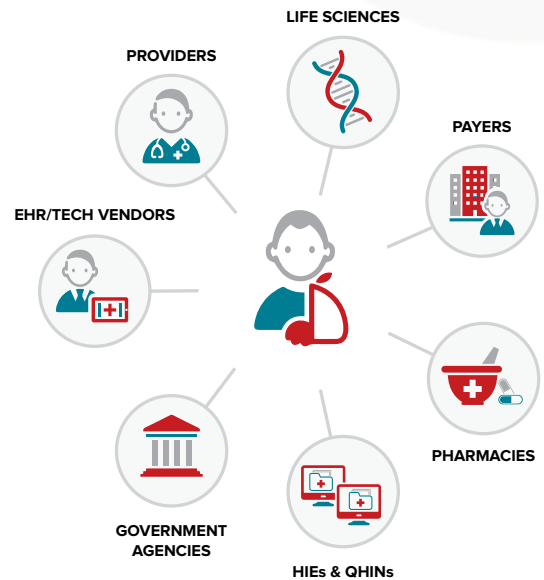 LIFE SCIENCES
PROVIDERS
PAYERS
EHR/TECH VENDORS
PHARMACIES
GOVERNMENT
AGENCIES
HIEs & QHINs